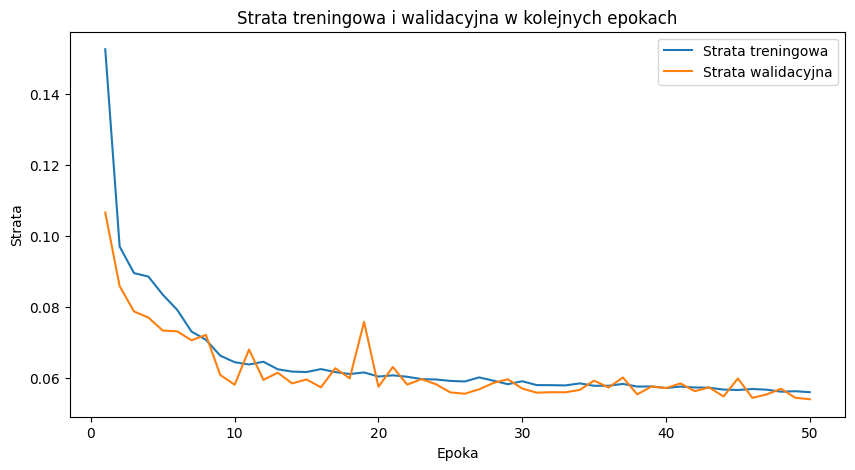 Strata treningowa i walidacyjna w kolejnych epokach
Strata treningowa
Strata walidacyjna
Strata
0.14
0.12
0.10
0.08
0.06
0
10
20
30
40
50
Epoka